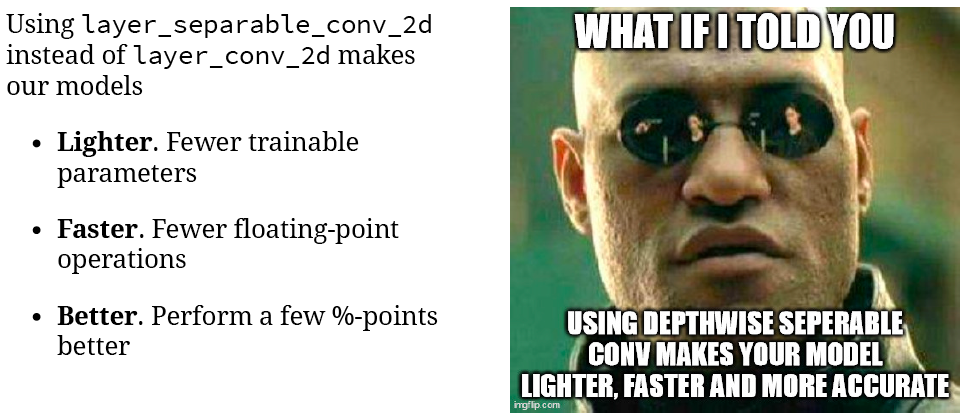 Using layer_separable_conv_2d
instead of layer_conv_2d makes
our models
• Lighter. Fewer trainable
parameters
• Faster. Fewer floating-point
operations
• Better. Perform a few %-points
better
WHAT IF I TOLD YOU
USING DEPTHWISE SEPERABLE
CONV MAKES YOUR MODEL
LIGHTER, FASTER AND MORE ACCURATE
imgflip.com